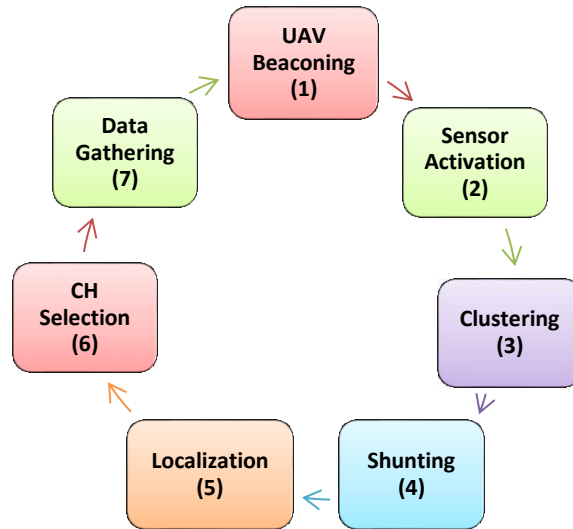 UAV
Beaconing
(1)
Sensor
Activation
(2)
Clustering
(3)
Shunting
(4)
Localization
(5)
CH
Selection
(6)
Data
Gathering
(7)